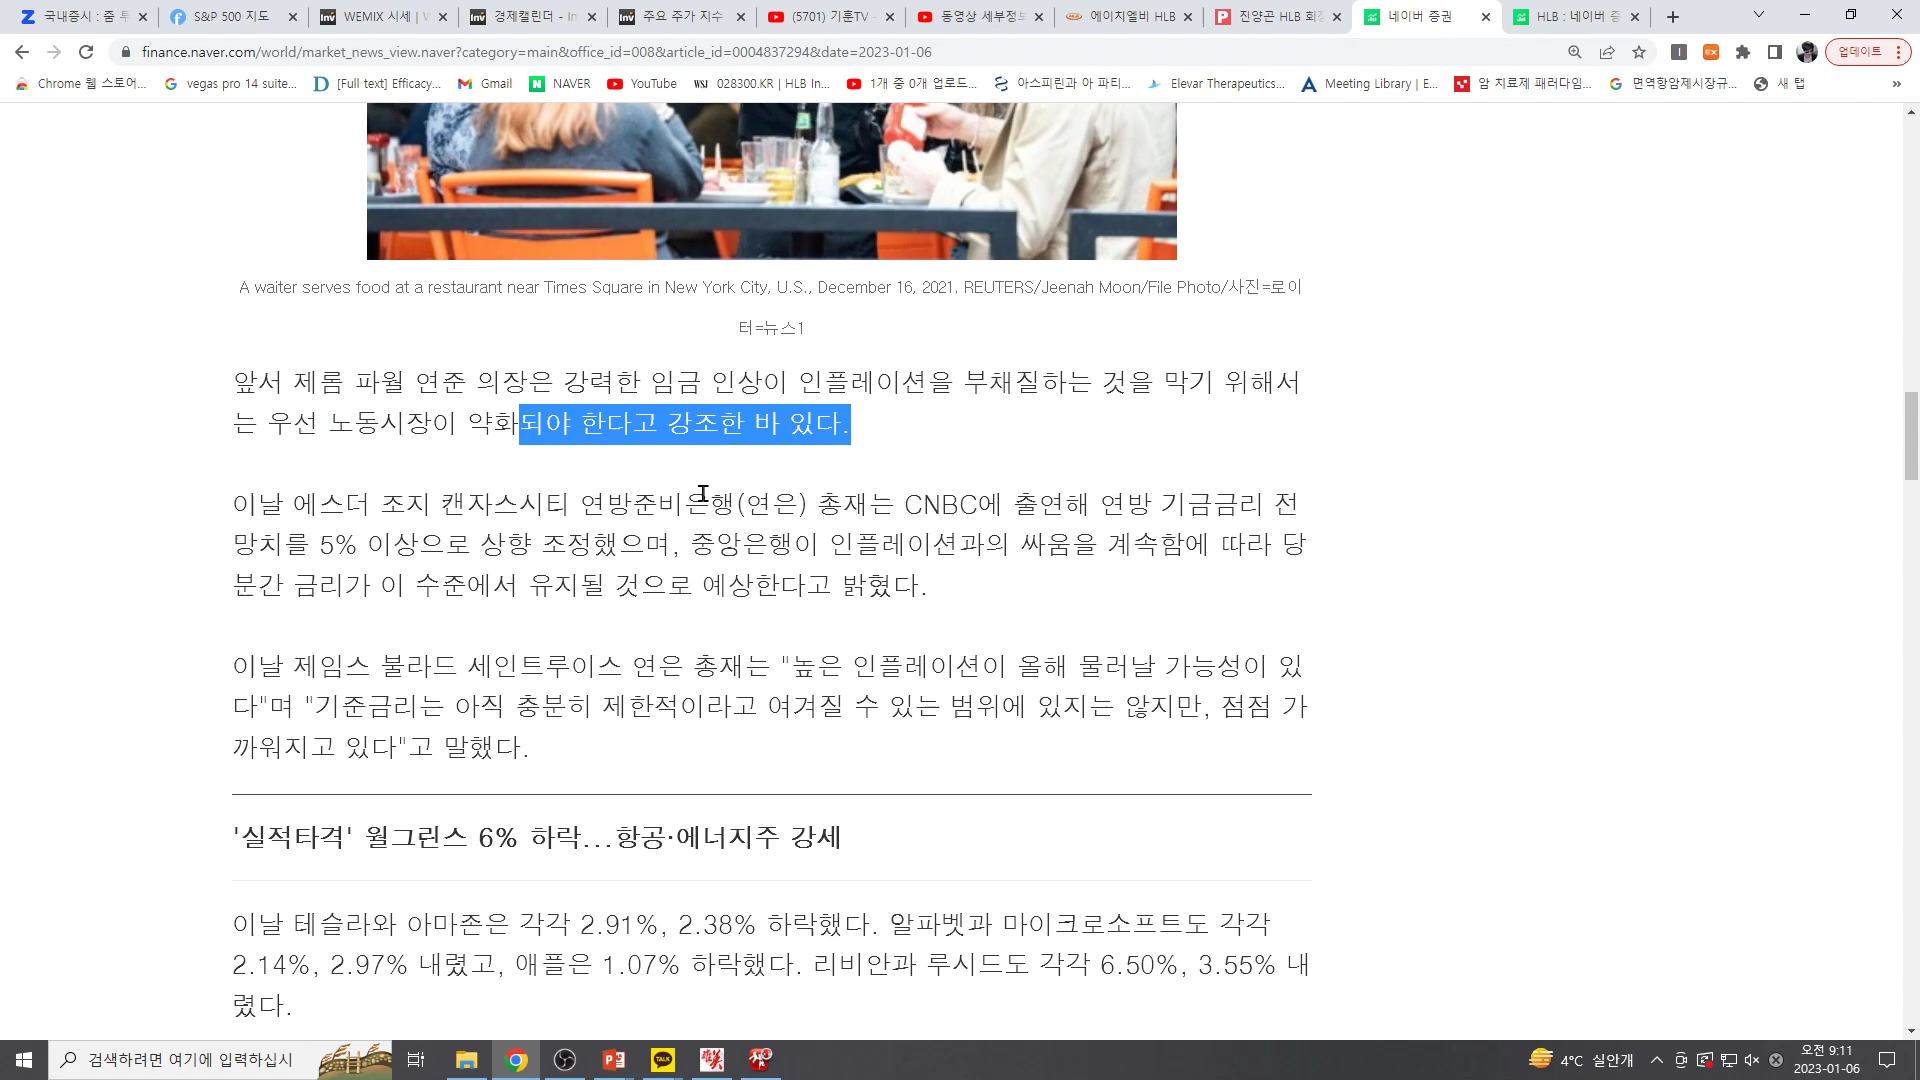 국내증시 : 줌 투
S&P 500 지도
WEMIX 시세 | W
경제캘린더 - In
주요 주가 지수
(5701) 기훈TV -
동영상 세부정보
에이치엘비 HLB
진양곤 HLB 회장
네이버 증권
HLB : 네이버 증
finance.naver.com/world/market_news_view.naver?category=main&office_id=008&article_id=0004837294&date=2023-01-06
업데이트
Chrome 웹 스토어...
vegas pro 14 suite...
[Full text] Efficacy...
Gmail
NAVER
YouTube
028300.KR | HLB In...
1개 중 0개 업로드...
아스피린과 아 파티...
Elevar Therapeutics...
Meeting Library | E...
암 치료제 패러다임...
면역항암제시장규...
새 탭
A waiter serves food at a restaurant near Times Square in New York City, U.S., December 16, 2021. REUTERS/Jeenah Moon/File Photo/사진=로이
터=뉴스1
앞서 제롬 파월 연준 의장은 강력한 임금 인상이 인플레이션을 부채질하는 것을 막기 위해서
는 우선 노동시장이 약화되야 한다고 강조한 바 있다.
이날 에스더 조지 캔자스시티 연방준비은행(연은) 총재는 CNBC에 출연해 연방 기금금리 전
망치를 5% 이상으로 상향 조정했으며, 중앙은행이 인플레이션과의 싸움을 계속함에 따라 당
분간 금리가 이 수준에서 유지될 것으로 예상한다고 밝혔다.
이날 제임스 불라드 세인트루이스 연은 총재는 "높은 인플레이션이 올해 물러날 가능성이 있
다"며 "기준금리는 아직 충분히 제한적이라고 여겨질 수 있는 범위에 있지는 않지만, 점점 가
까워지고 있다"고 말했다.
'실적타격' 월그린스 6% 하락...항공·에너지주 강세
이날 테슬라와 아마존은 각각 2.91%, 2.38% 하락했다. 알파벳과 마이크로소프트도 각각
2.14%, 2.97% 내렸고, 애플은 1.07% 하락했다. 리비안과 루시드도 각각 6.50%, 3.55% 내
렸다.
검색하려면 여기에 입력하십시
4°C 실안개
오전 9:11
2023-01-06